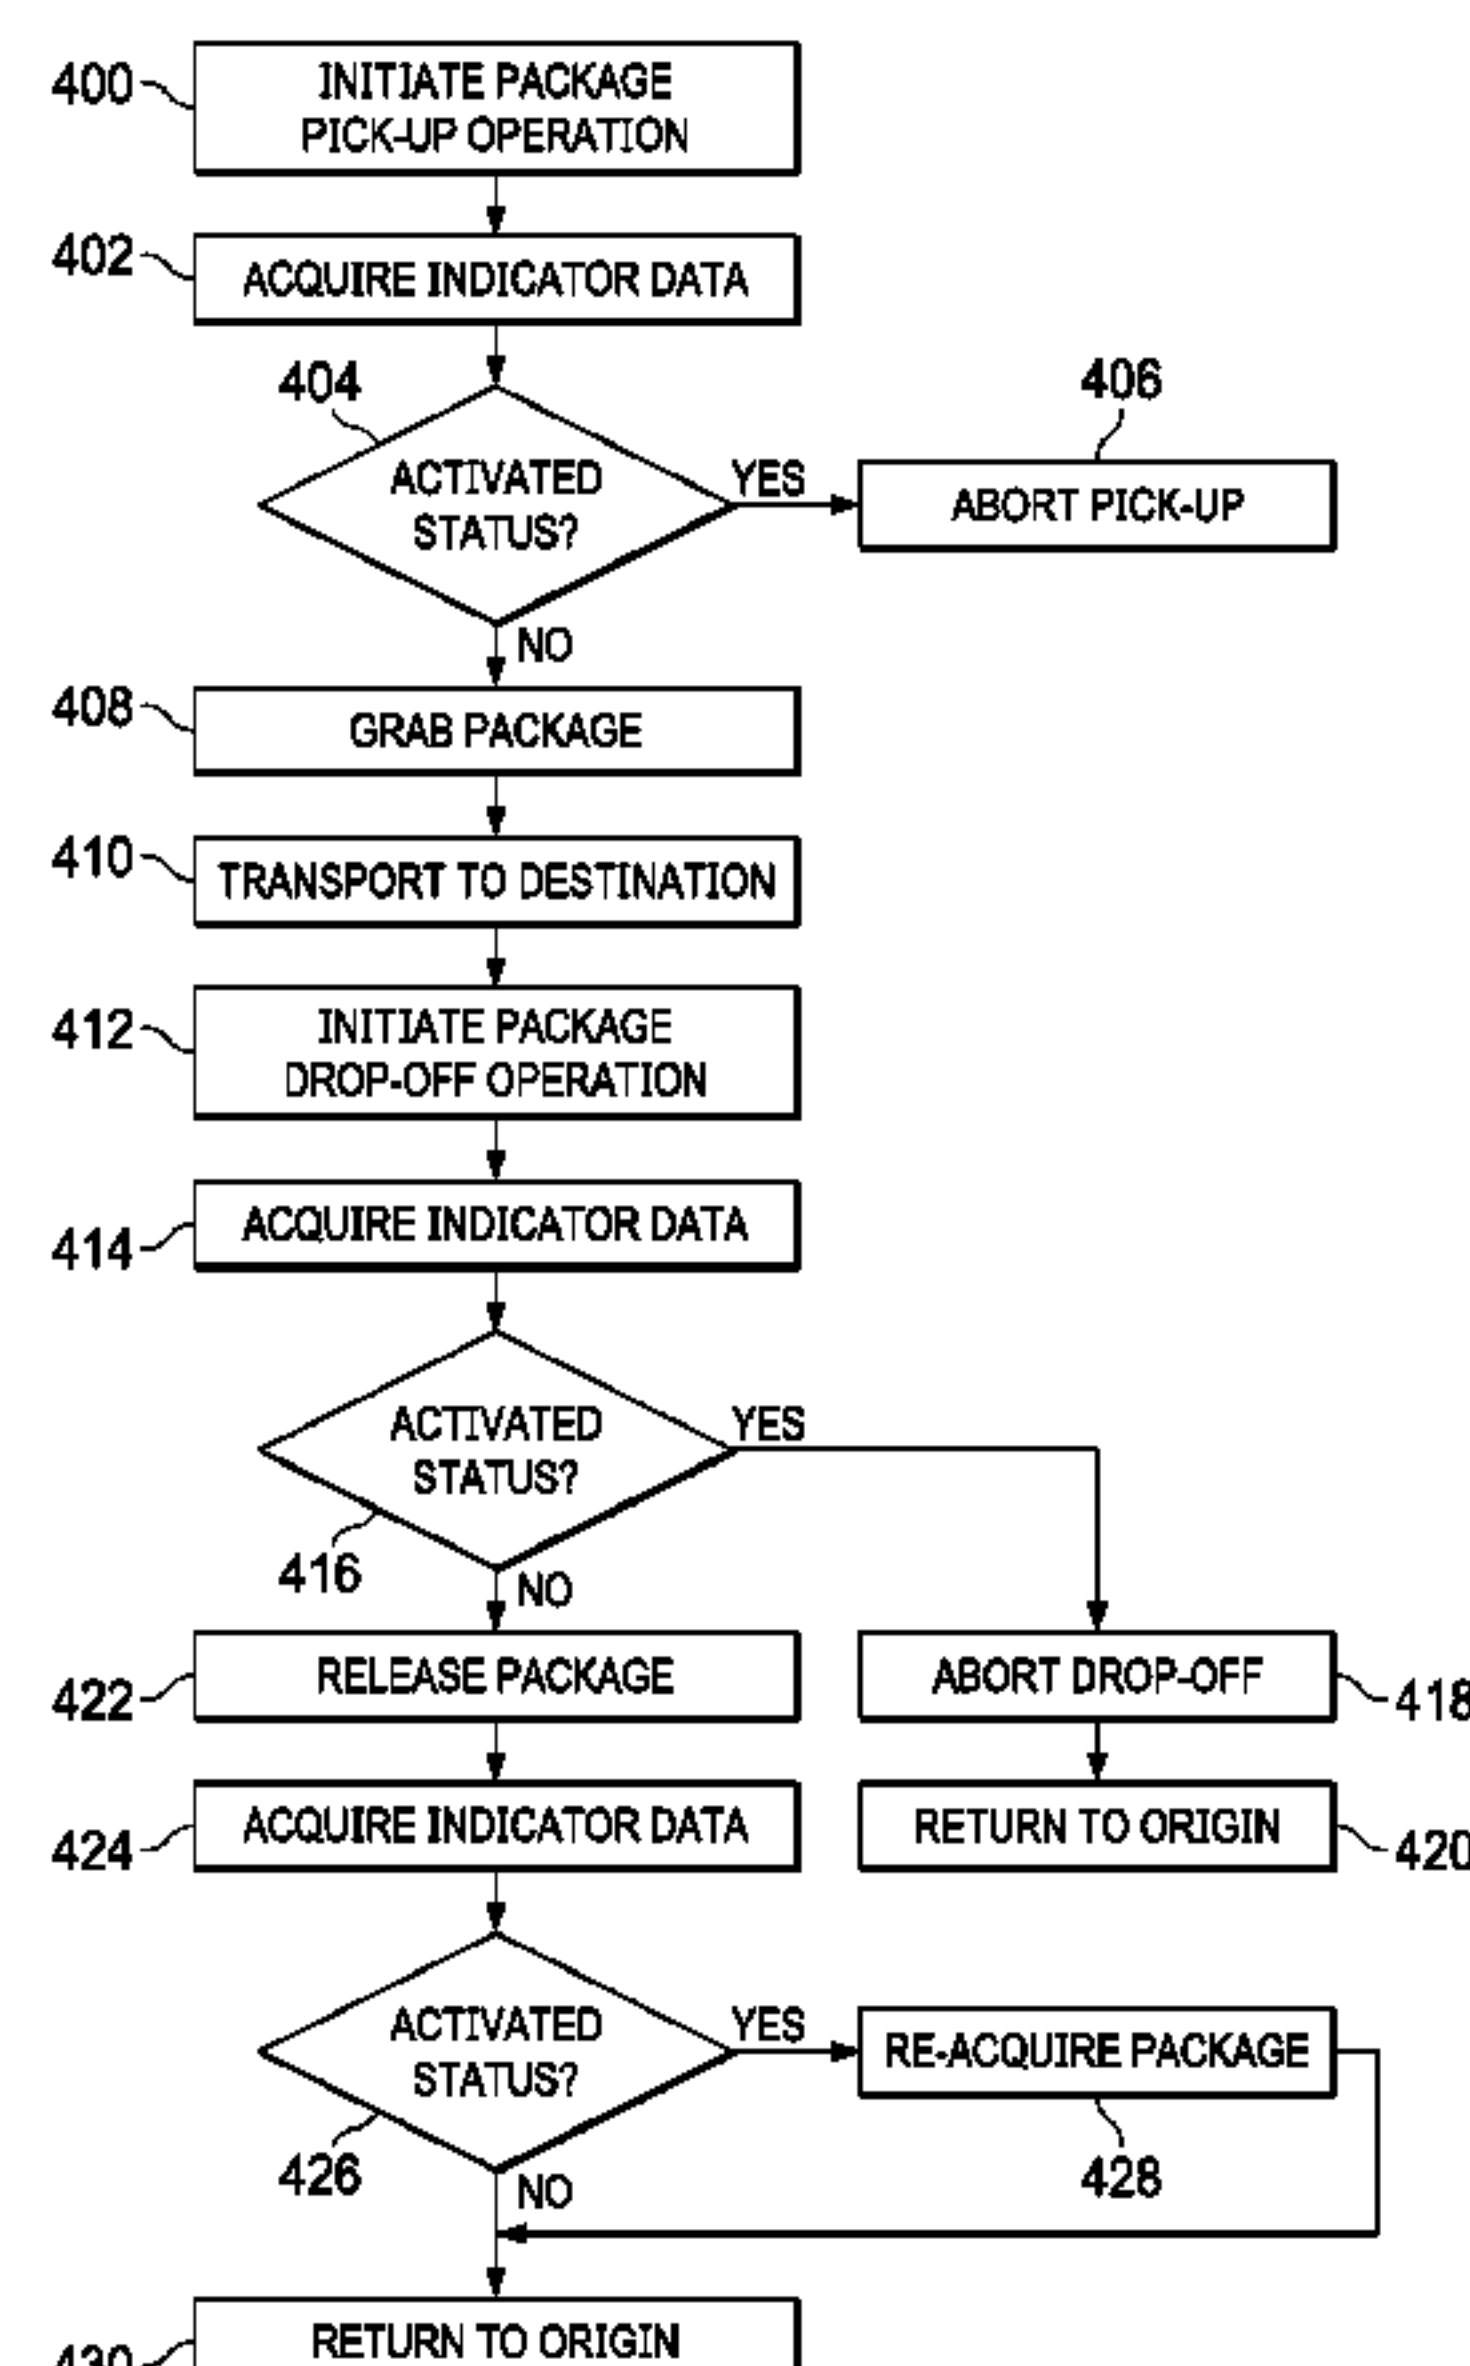 400
INITIATE PACKAGE
PICK-UP OPERATION
402
ACQUIRE INDICATOR DATA
404
406
ACTIVATED
STATUS?
YES
ABORT PICK-UP
NO
408
GRAB PACKAGE
410
TRANSPORT TO DESTINATION
412
INITIATE PACKAGE
DROP-OFF OPERATION
414
ACQUIRE INDICATOR DATA
ACTIVATED
STATUS?
YES
416
NO
422
RELEASE PACKAGE
ABORT DROP-OFF
418
424
ACQUIRE INDICATOR DATA
RETURN TO ORIGIN
420
ACTIVATED
STATUS?
YES
RE-ACQUIRE PACKAGE
426
428
NO
430
RETURN TO ORIGIN